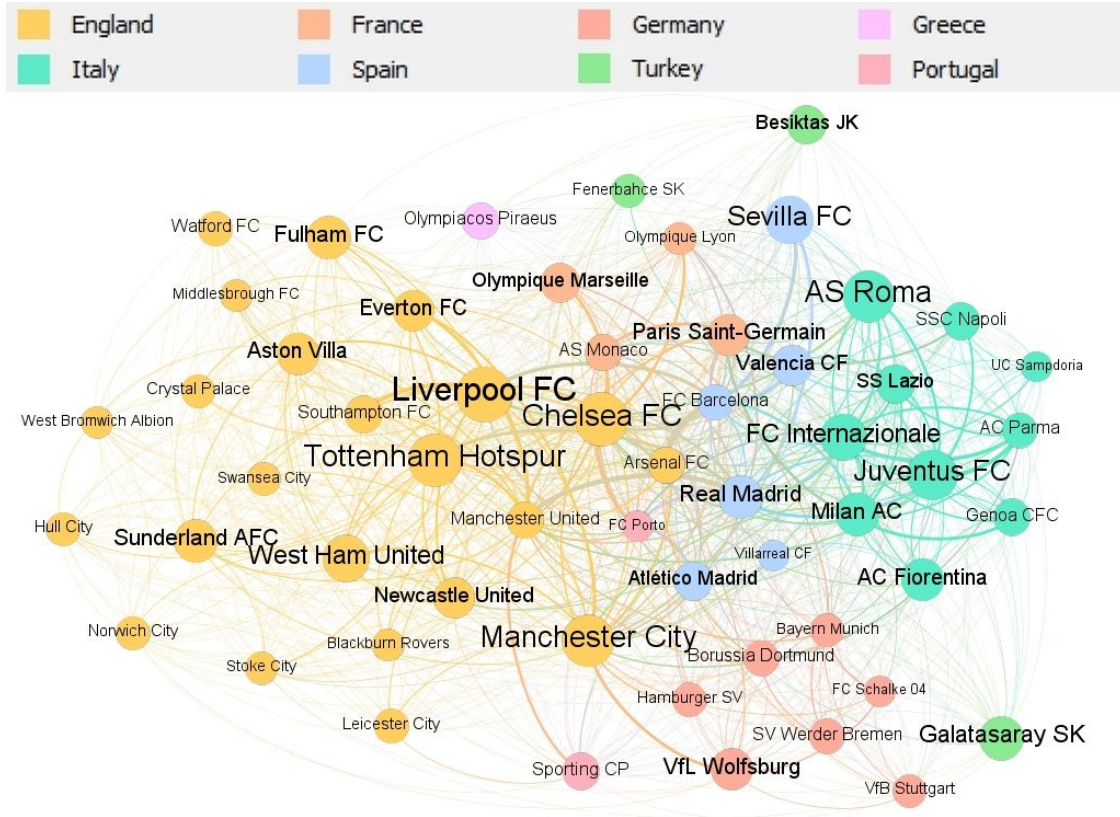 England
France
Germany
Greece
Italy
Spain
Turkey
Portugal
Besiktas JK
Fenerbahce SK
Sevilla FC
Olympiacos Piraeus
Watford FC
Fulham FC
Olympique Lyon
Olympique Marseille
AS Roma
Middlesbrough FC
Everton FC
SSC Napoli
Paris Saint-Germain
Aston Villa
AS Monaco
Valencia CF
UC Sampdoria
SS Lazio
Crystal Palace
Liverpool FC
FC Barcelona
Southampton FC
Chelsea FC
West Bromwich Albion
AC Parma
FC Internazionale
Tottenham Hotspur
Arsenal FC
Juventus FC
Swansea City
Real Madrid
Milan AC
Genoa CFC
Manchester United
Hull City
FC Porto
Sunderland AFC
West Ham United
Villarreal CF
Atlético Madrid
AC Fiorentina
Newcastle United
Norwich City
Bayern Munich
Manchester City
Blackburn Rovers
Borussia Dortmund
Stoke City
FC Schalke 04
Hamburger SV
Leicester City
SV Werder Bremen
Galatasaray SK
Sporting CP
VfL Wolfsburg
VfB Stuttgart